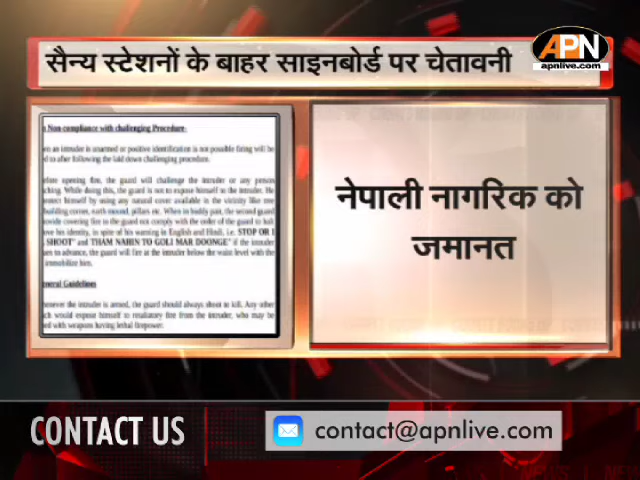 सैन्य स्टेशनों के बाहर साइनबोर्ड पर चेतावनी
APN
apnlive.com
Non-compliance with challenging Procedure-
an intruder is unarmed or positive identification is not possible firing will be
to after following the laid down challenging procedure.
opening fire, the guard will challenge the intruder or any person
While doing this, the guard is not to expose himself to the intruder. He
himself by using any natural cover available in the vicinity like
building corner, earth mound, pillars etc. When in buddy pair, the second guard
covering fire to the guard not comply with the order of the guard to halt
his identity, in spite of his warning in English and Hindi, i.e. STOP OR I
SHOOT" and THAM NAHIN TO GOLI MAR DOONGE" if the intruder
to advance, the guard will fire at the intruder below the waist level with the
immobilize him.
Guidelines
the intruder is armed, the guard should always shoot to kill. Any other
would expose himself to retaliatory fire from the intruder, who may be
with weapons having lethal firepower.
नेपाली नागरिक को
जमानत
CONTACT US
contact@apnlive.com